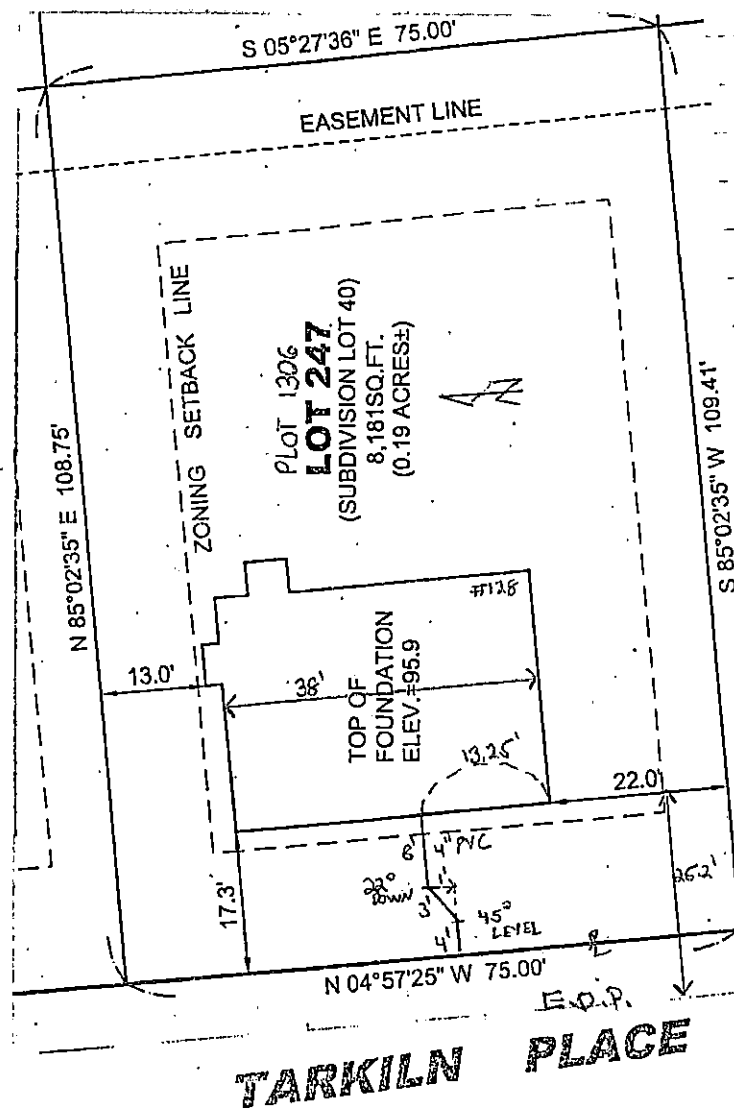 S 05°27'36" E 75.00'
EASEMENT LINE
ZONING SETBACK LINE
PLOT 1306
LOT 247
(SUBDIVISION LOT 40)
8,181SQ.FT.
(0.19 ACRES±)
N 85°02'35" E 108.75'
S 85°02'35" W 109.41'
#128
13.0'
38'
TOP OF
FOUNDATION
ELEV.=95.9
13.25'
22.0'
17.3'
4" PVC
22°
DOWN
3'
1'
45°
LEVEL
4'
N 04°57'25" W 75.00'
E.O.P.
TARKILN PLACE